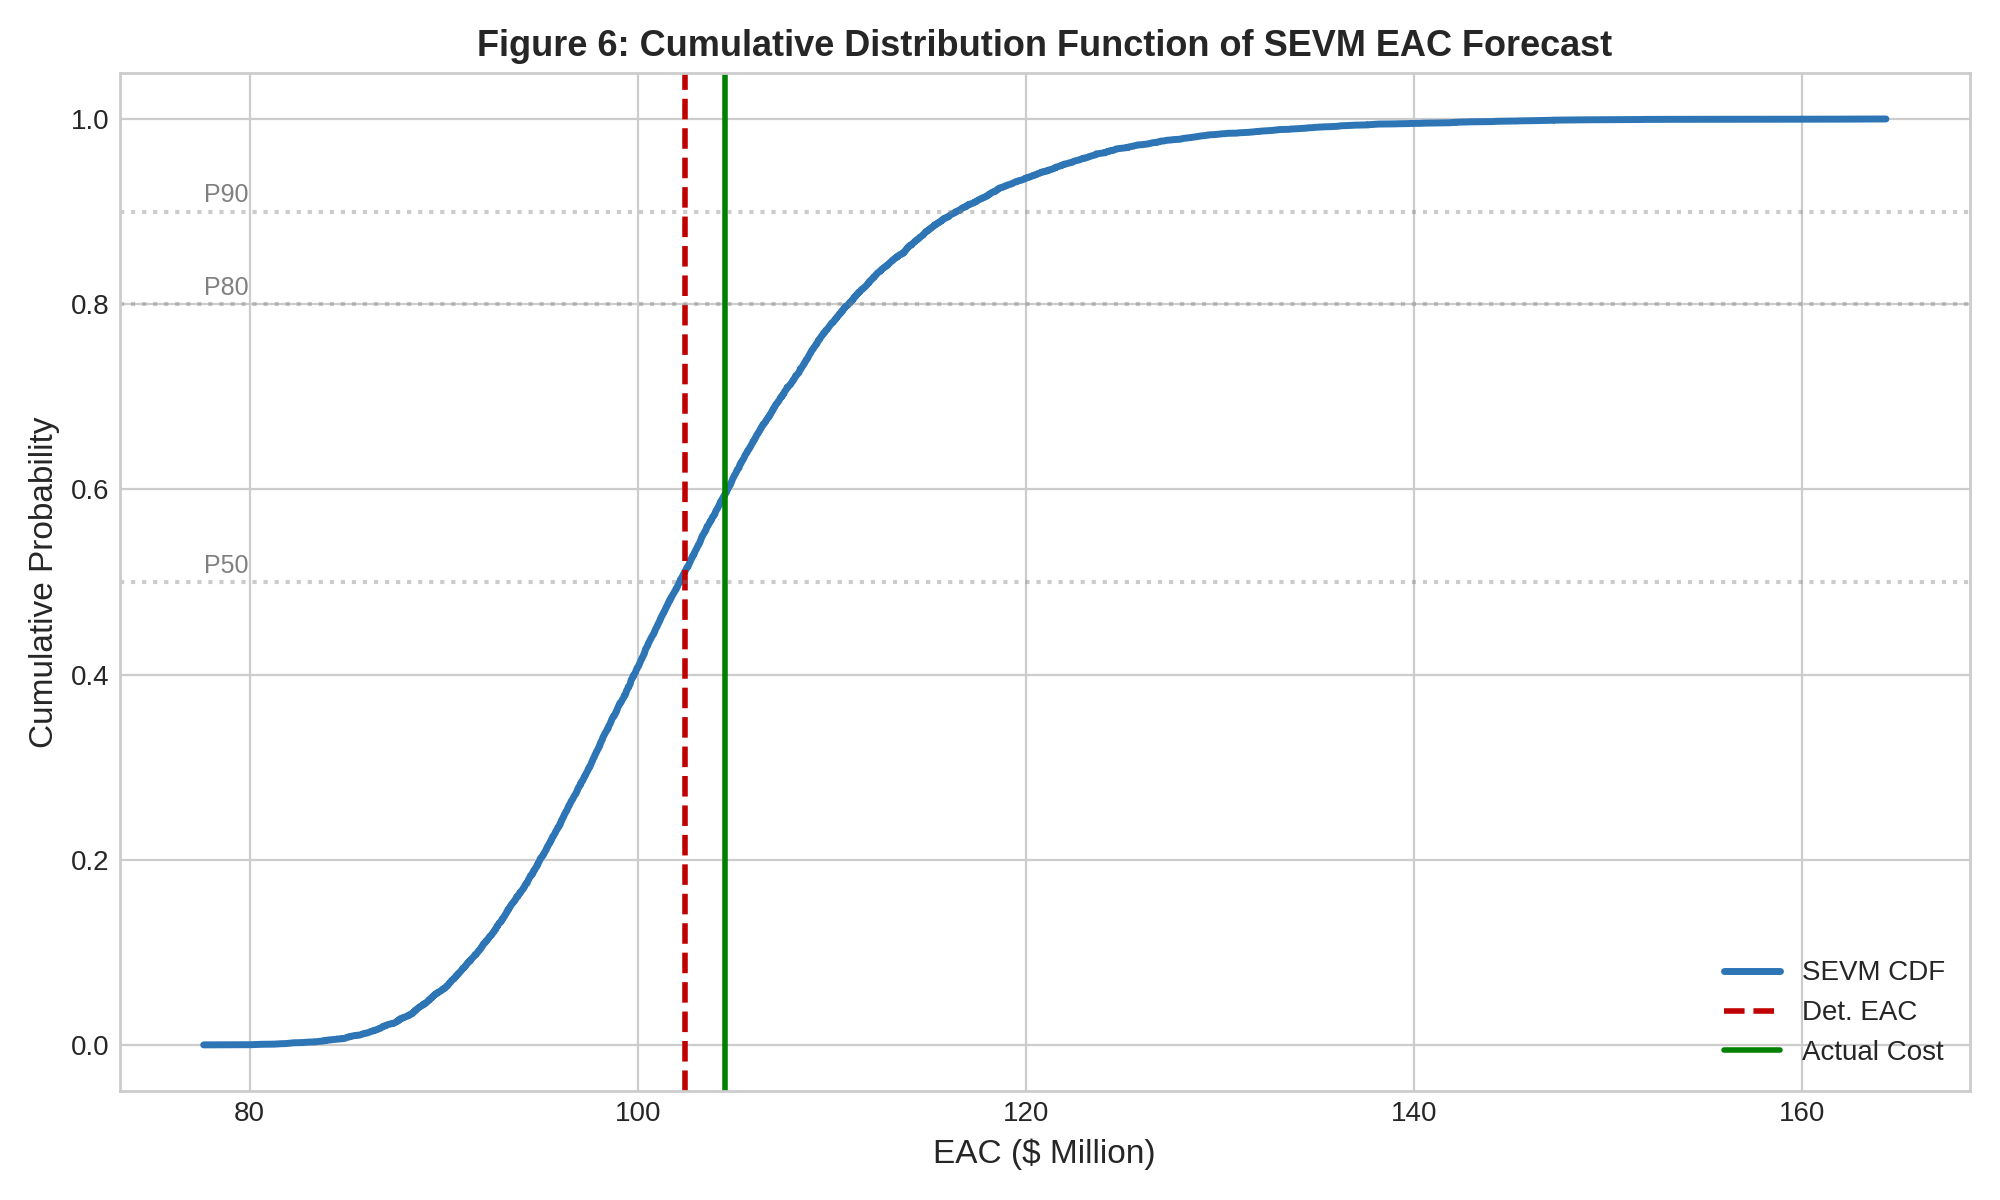 Figure 6: Cumulative Distribution Function of SEVM EAC Forecast
Cumulative Probability
1.0
P90
P80
0.8
0.6
P50
0.4
0.2
0.0
SEVM CDF
Det. EAC
Actual Cost
80 100 120 140 160
EAC ($ Million)